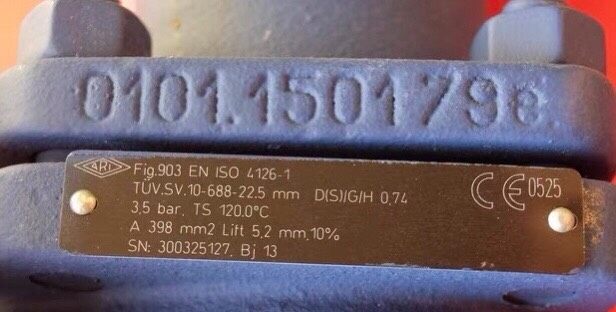 0101.1501798
ARI Fig.903 EN ISO 4126-1
TÜV.SV.10-688-22.5 mm D(S)/G/H 0,74
3,5 bar, TS 120.0°C
A 398 mm2 Lift 5,2 mm,10%
SN: 300325127, Bj 13
CE 0525